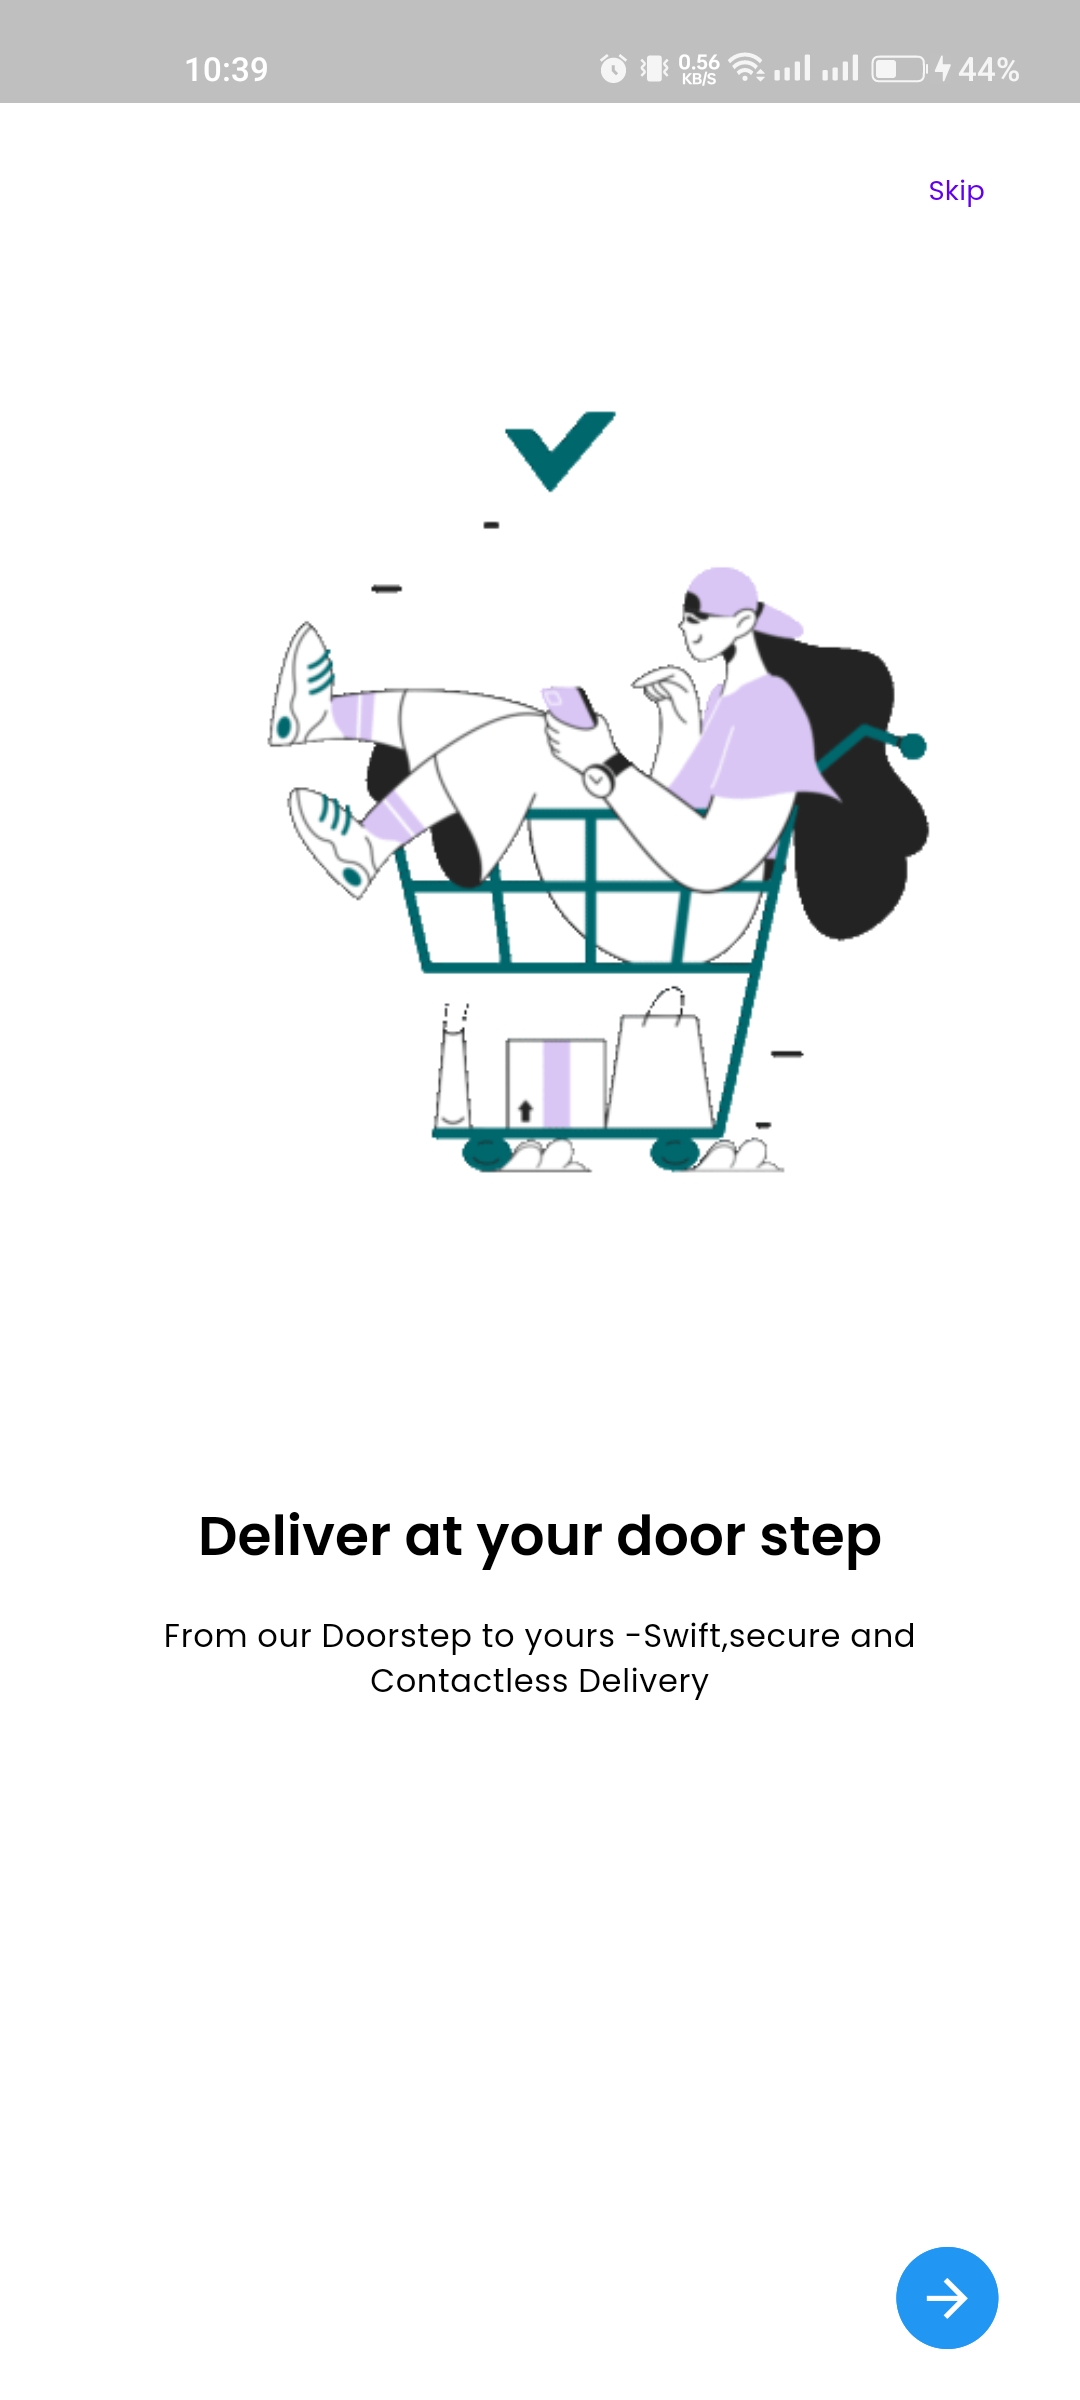 10:39 0.56 KB/S 44%
Skip
Deliver at your door step
From our Doorstep to yours -Swift,secure and
Contactless Delivery